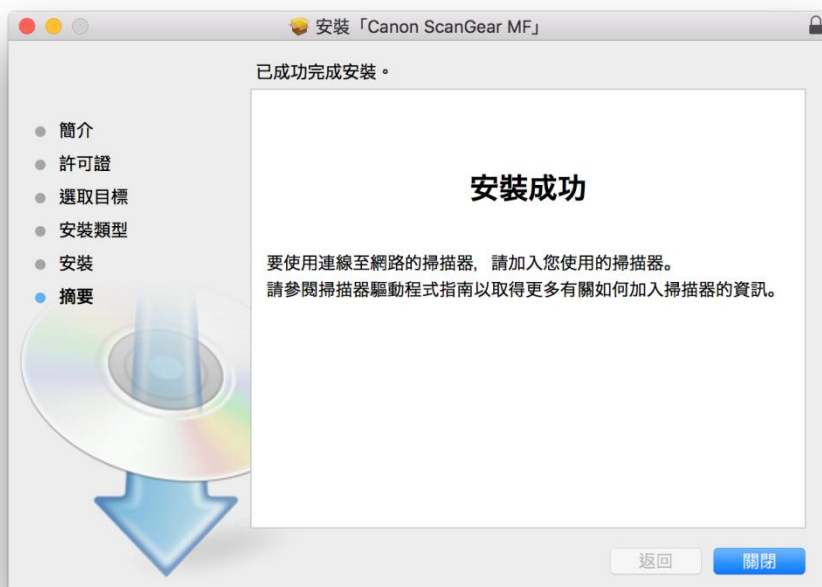 安裝「Canon ScanGear MF」
已成功完成安裝。
簡介
許可證
選取目標
安裝類型
安裝
摘要
安裝成功
要使用連線至網路的掃描器，請加入您使用的掃描器。
請參閱掃描器驅動程式指南以取得更多有關如何加入掃描器的資訊。
返回
關閉